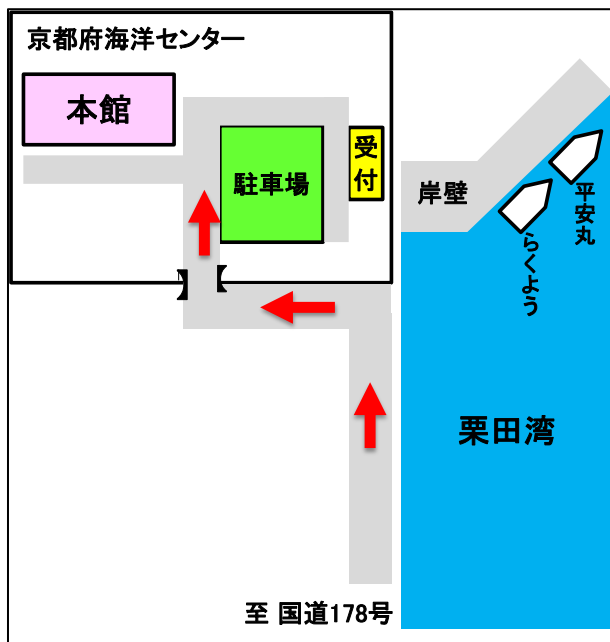 京都府海洋センター
本館
駐車場
受付
岸壁
平安丸
らくよう
栗田湾
至 国道178号